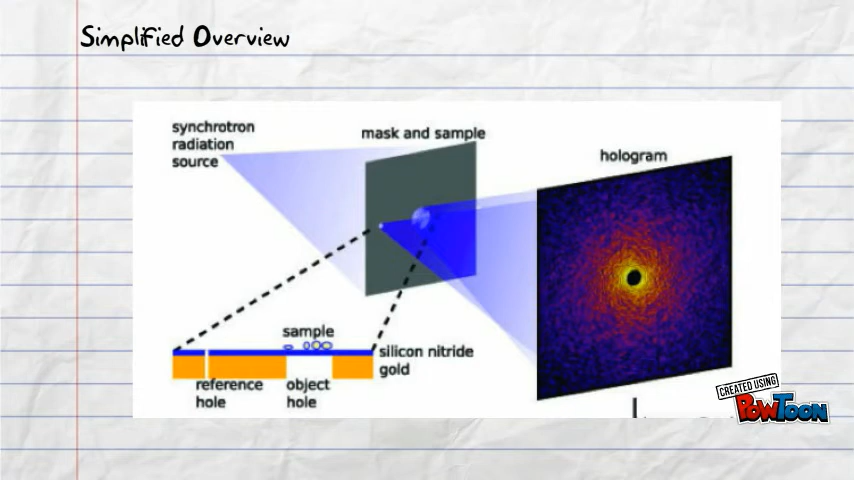 Simplified Overview
synchrotron
radiation
source
mask and sample
hologram
sample
silicon nitride
gold
reference
hole
object
hole
CREATED USING
POWTOON